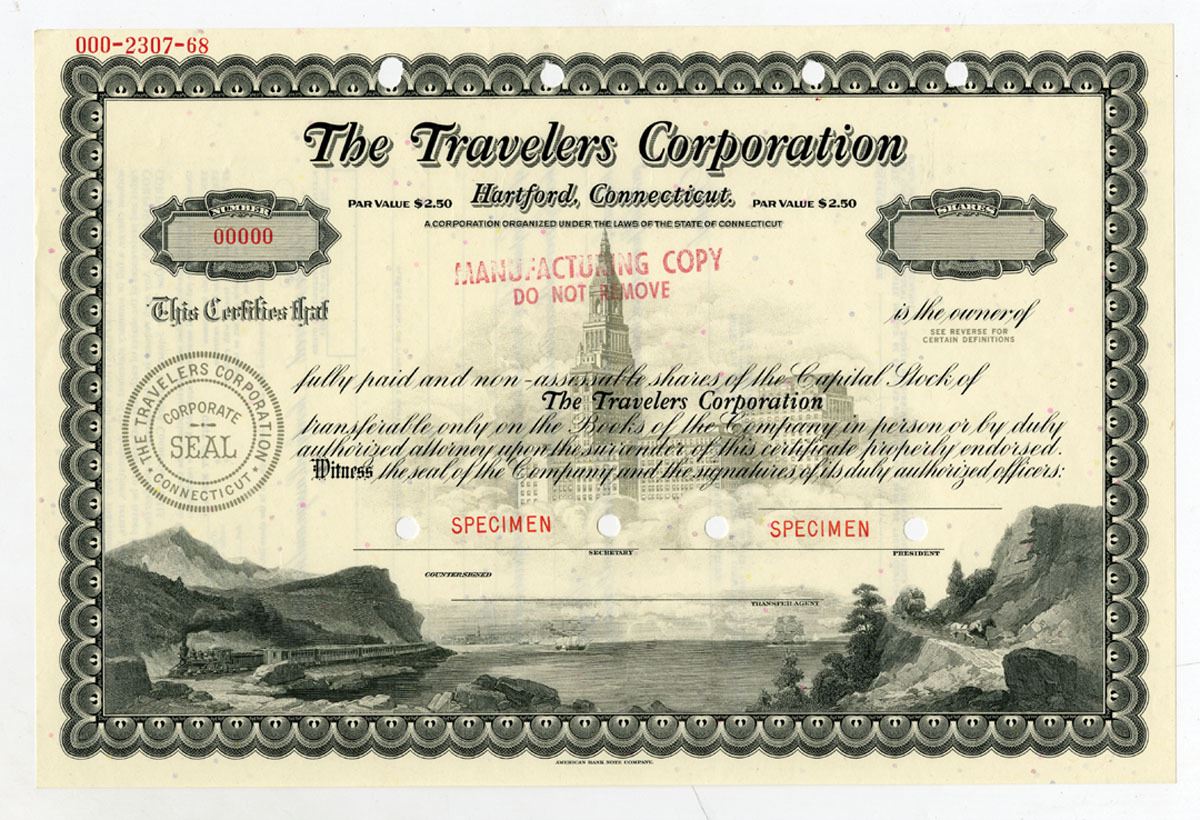 000-2307-68
The Travelers Corporation
PAR VALUE $2.50 Hartford, Connecticut. PAR VALUE $2.50
A CORPORATION ORGANIZED UNDER THE LAWS OF THE STATE OF CONNECTICUT
NUMBER
00000
SHARES
MANUFACTURING COPY
DO NOT REMOVE
This Certifies that
is the owner of
SEE REVERSE FOR
CERTAIN DEFINITIONS
fully paid and non-assessable shares of the Capital Stock of
The Travelers Corporation
transferable only on the Books of the Company in person or by duly
authorized attorney upon the surrender of this certificate properly endorsed.
Witness the seal of the Company and the signatures of its duly authorized officers:
THE TRAVELERS CORPORATION
CORPORATE
SEAL
CONNECTICUT
SPECIMEN
SPECIMEN
SECRETARY
PRESIDENT
COUNTERSIGNED
TRANSFER AGENT
AMERICAN BANK NOTE COMPANY.